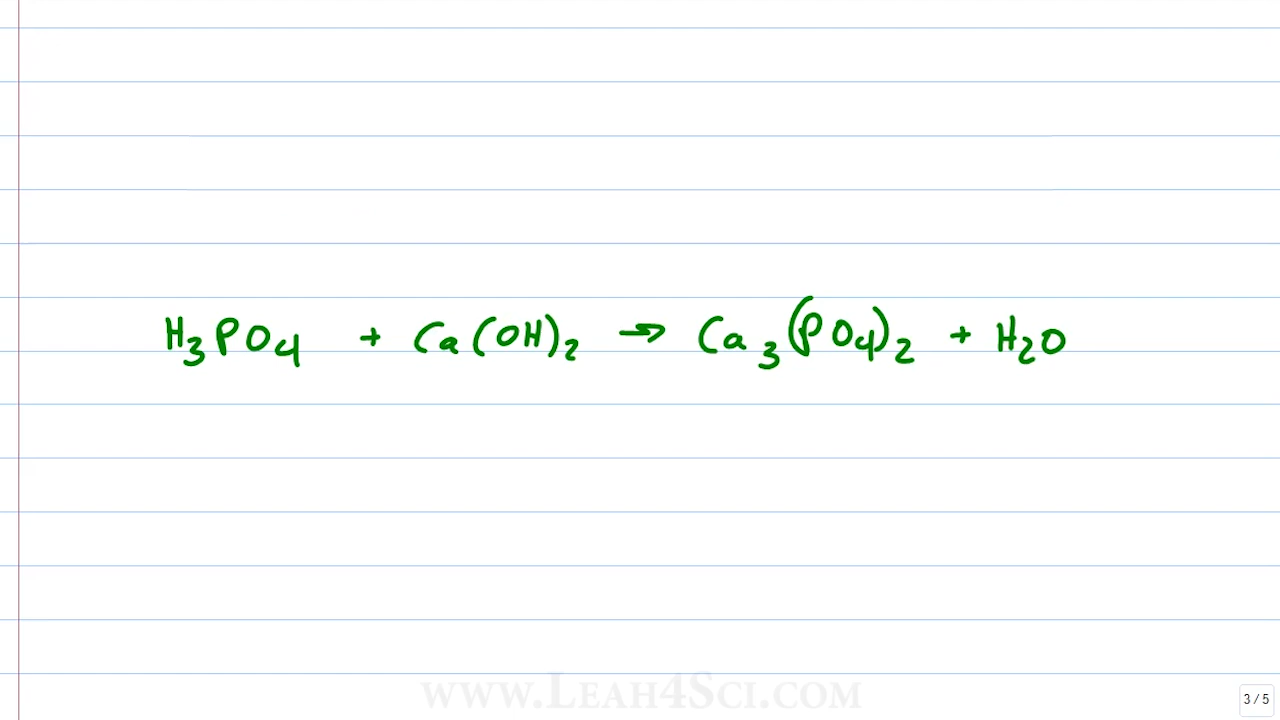 H₃PO₄ + Ca(OH)₂ → Ca₃(PO₄)₂ + H₂O
www.Leah4Sci.com
3 / 5